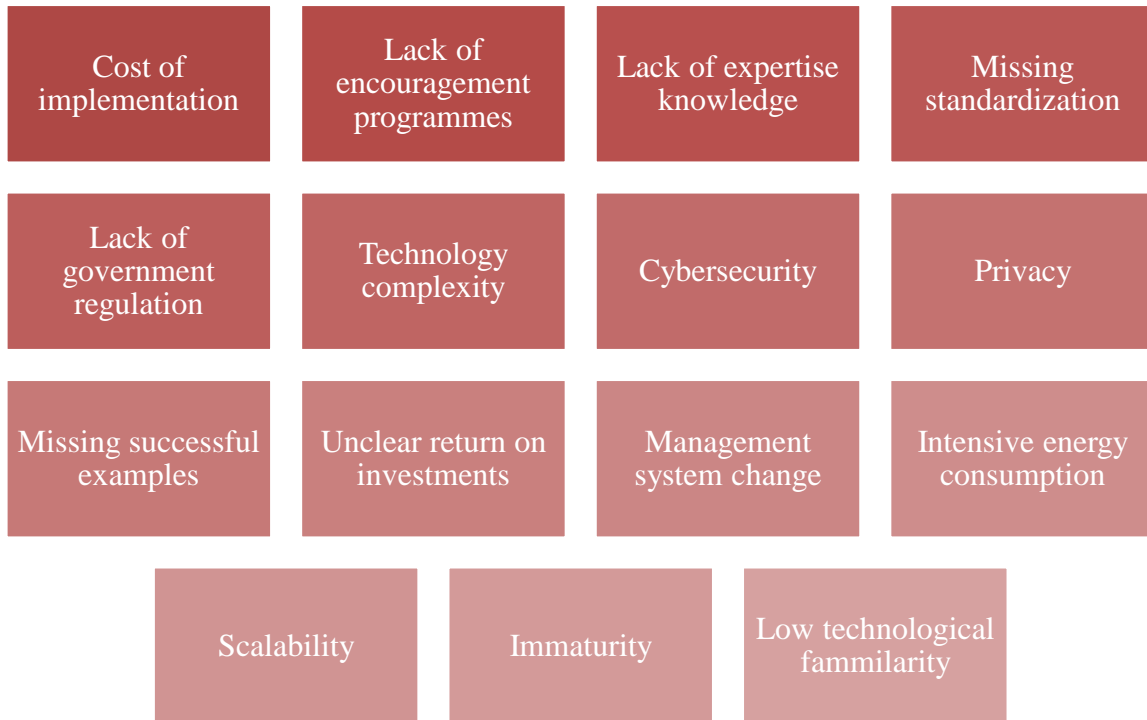 Cost of
implementation
Lack of
encouragement
programmes
Lack of expertise
knowledge
Missing
standardization
Lack of
government
regulation
Technology
complexity
Cybersecurity
Privacy
Missing successful
examples
Unclear return on
investments
Management
system change
Intensive energy
consumption
Scalability
Immaturity
Low technological
fammilarity